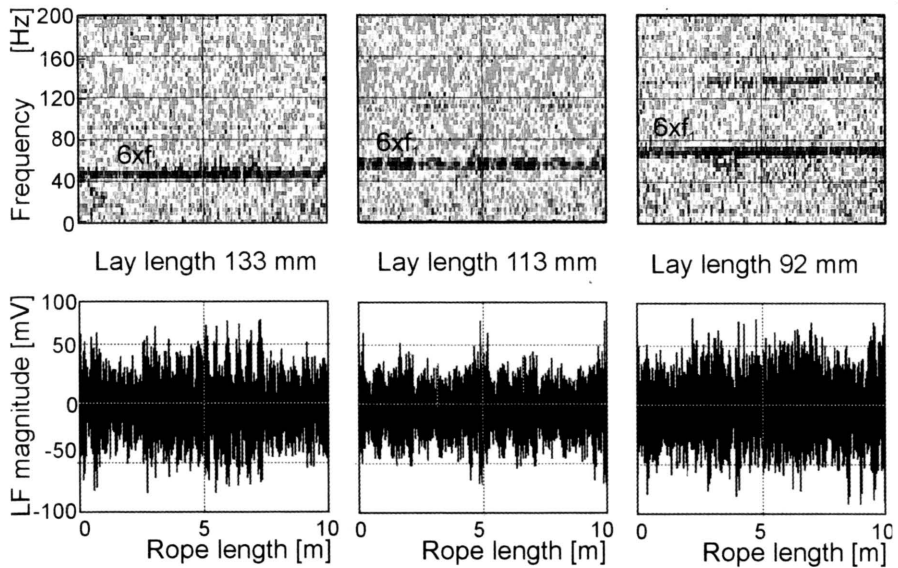 Frequency [Hz]
200
160
120
80
40
0
6xf
6xf
6xf
Lay length 133 mm
Lay length 113 mm
Lay length 92 mm
LF magnitude [mV]
100
50
0
-50
-100
0 5 10
Rope length [m]
0 5 10
Rope length [m]
0 5 10
Rope length [m]